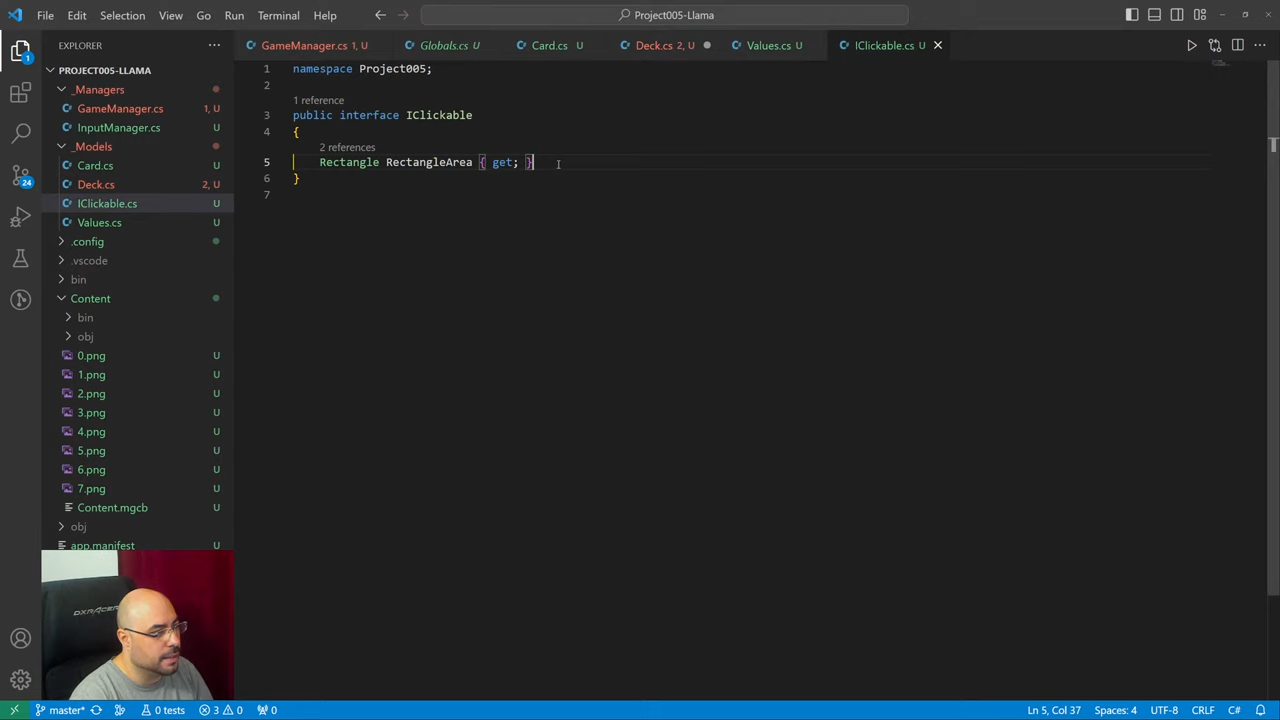 File Edit Selection View Go Run Terminal Help
Project005-Llama
EXPLORER
GameManager.cs 1, U
Globals.cs U
Card.cs U
Deck.cs 2, U
Values.cs U
IClickable.cs U
PROJECT005-LLAMA
_Managers
GameManager.cs 1, U
InputManager.cs U
_Models
Card.cs U
Deck.cs 2, U
IClickable.cs U
Values.cs U
.config
.vscode
bin
Content
bin
obj
0.png U
1.png U
2.png U
3.png U
4.png U
5.png U
6.png U
7.png U
Content.mgcb U
obj
app.manifest U
1
24
1 namespace Project005;
2
1 reference
3 public interface IClickable
4 {
2 references
5 Rectangle RectangleArea { get; }
6 }
7
DXRACER
master* 0 tests 3 0 0
Ln 5, Col 37 Spaces: 4 UTF-8 CRLF C#